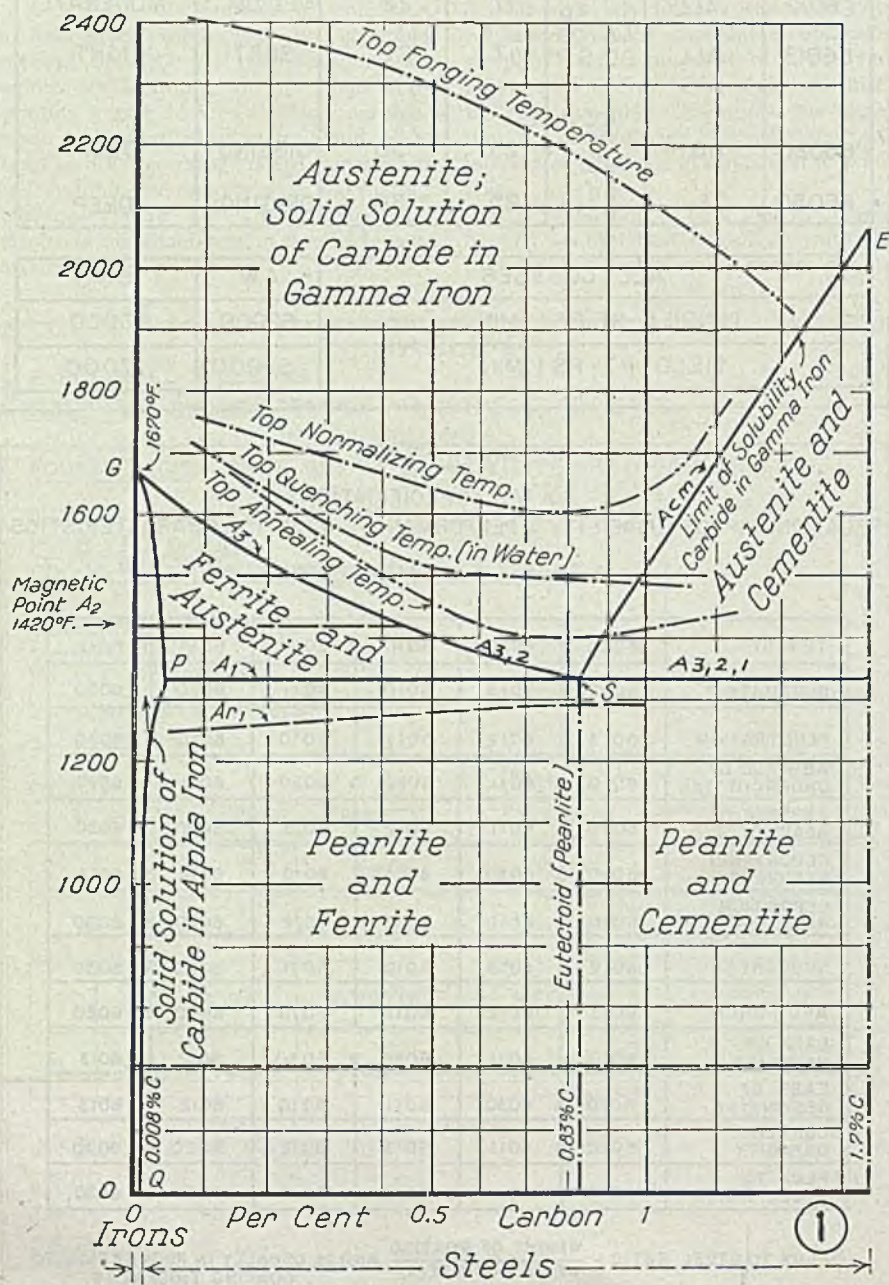 2400
2200
2000
1800
1600
1200
1000
0
Top Forging Temperature
Austenite;
Solid Solution
of Carbide in
Gamma Iron
E
1670°F.
G
Top Normalizing Temp.
Top Quenching Temp. (in Water)
Top Annealing Temp.
A3
Ac.m
Limit of Solubility
Carbide in Gamma Iron
Austenite and
Cementite
Ferrite and
Austenite
Magnetic
Point A2
1420°F.
P
A1
A3,2
A3,2,1
S
Ar1
Solid Solution of
Carbide in Alpha Iron
Pearlite
and
Ferrite
Eutectoid (Pearlite)
Pearlite
and
Cementite
Q 0.008%C
0.83%C
1.7%C
0
Per Cent
0.5
Carbon
1
1
Irons
Steels